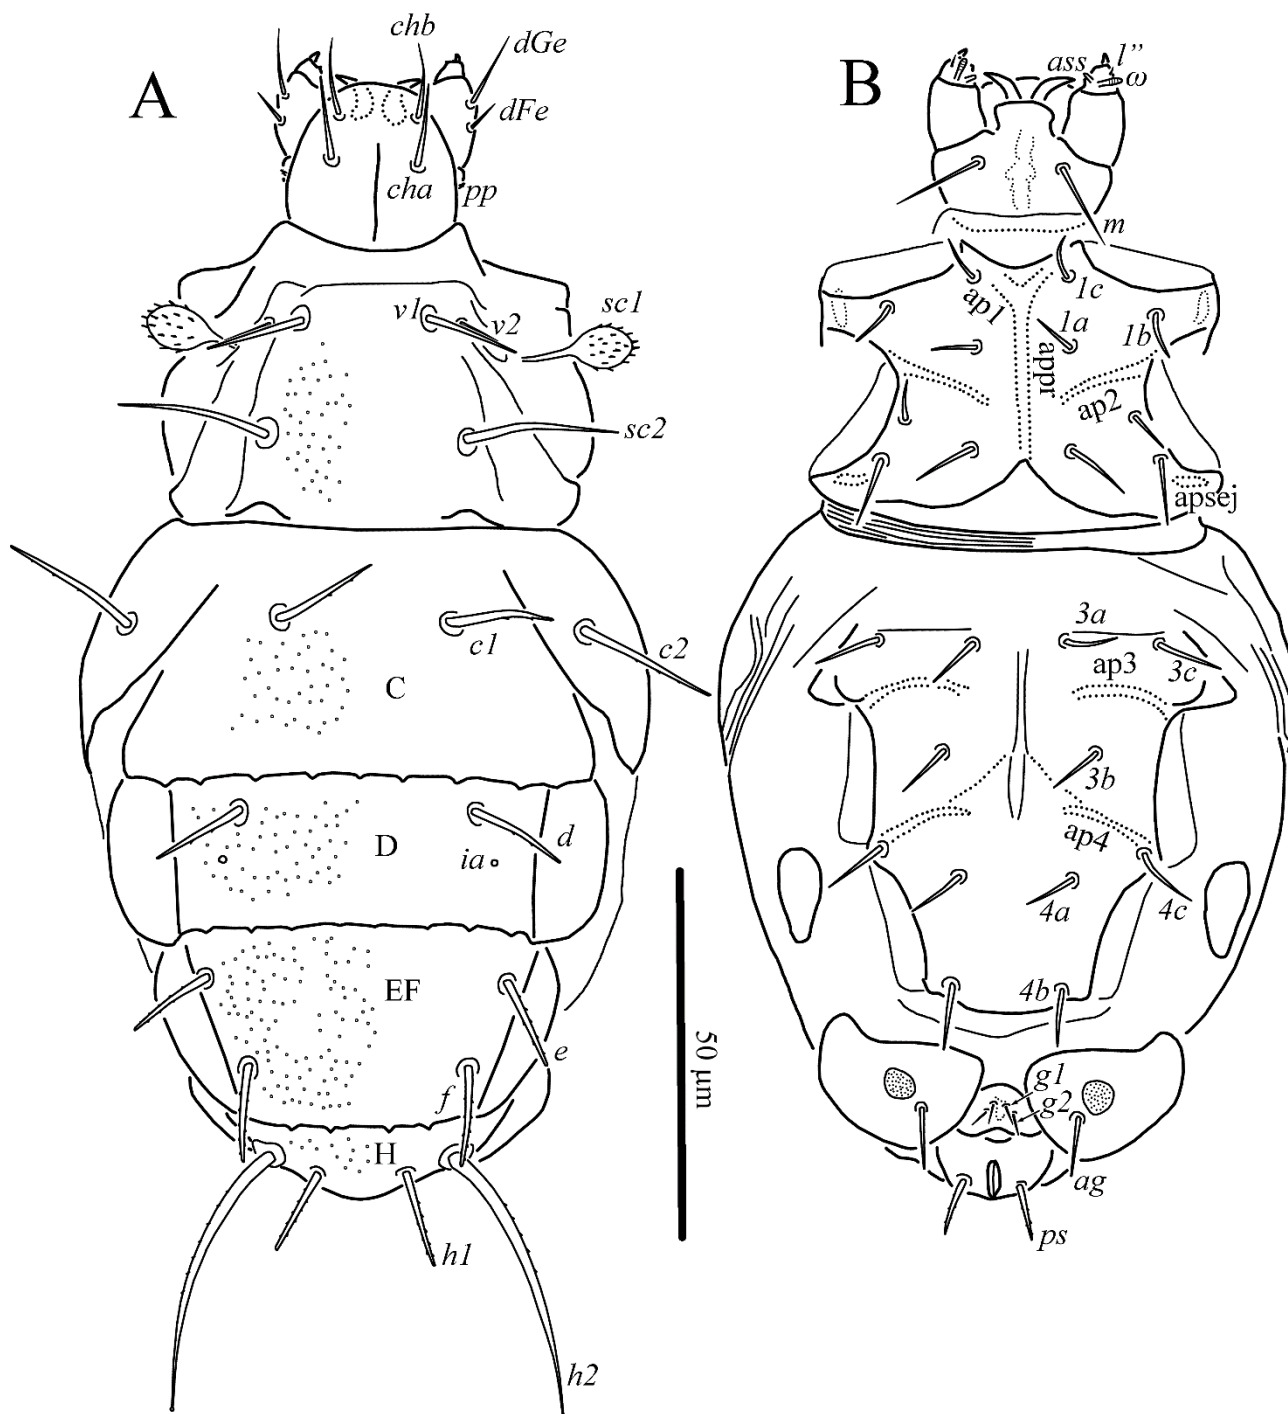 A
chb
dGe
dFe
cha
pp
sc1
v1
v2
sc2
c1
c2
C
D
ia
d
EF
e
f
H
h1
h2
50 µm
B
ass
l”
ω
m
1c
ap1
1a
1b
appr
ap2
apsej
3a
ap3
3c
3b
ap4
4a
4c
4b
g1
g2
ag
ps